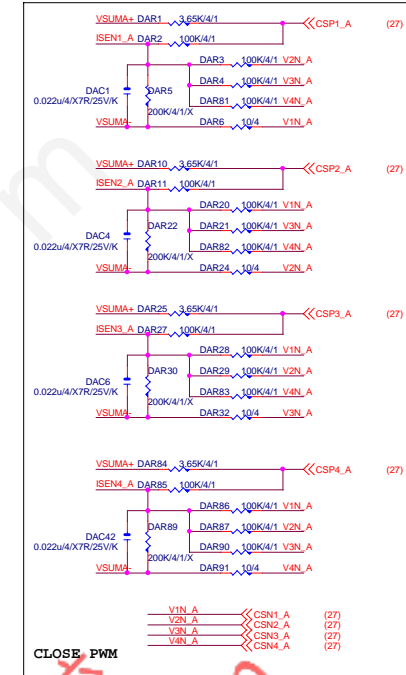 VSUMA+ DAR1 3.65K/4/1 CSP1_A (27)
ISEN1_A DAR2 100K/4/1
DAR3 100K/4/1 V2N_A
DAC1 DAR5 DAR4 100K/4/1 V3N_A
0.022u/4/X7R/25V/K DAR81 100K/4/1 V4N_A
200K/4/1/X
VSUMA- DAR6 10/4 V1N_A
VSUMA+ DAR10 3.65K/4/1 CSP2_A (27)
ISEN2_A DAR11 100K/4/1
DAR20 100K/4/1 V1N_A
DAC4 DAR22 DAR21 100K/4/1 V3N_A
0.022u/4/X7R/25V/K DAR82 100K/4/1 V4N_A
200K/4/1/X
VSUMA- DAR24 10/4 V2N_A
VSUMA+ DAR25 3.65K/4/1 CSP3_A (27)
ISEN3_A DAR27 100K/4/1
DAR28 100K/4/1 V1N_A
DAC6 DAR30 DAR29 100K/4/1 V2N_A
0.022u/4/X7R/25V/K DAR83 100K/4/1 V4N_A
200K/4/1/X
VSUMA- DAR32 10/4 V3N_A
VSUMA+ DAR84 3.65K/4/1 CSP4_A (27)
ISEN4_A DAR85 100K/4/1
DAR86 100K/4/1 V1N_A
DAC42 DAR89 DAR87 100K/4/1 V2N_A
0.022u/4/X7R/25V/K DAR90 100K/4/1 V3N_A
200K/4/1/X
VSUMA- DAR91 10/4 V4N_A
V1N_A CSN1_A (27)
V2N_A CSN2_A (27)
V3N_A CSN3_A (27)
V4N_A CSN4_A (27)
CLOSE PWM